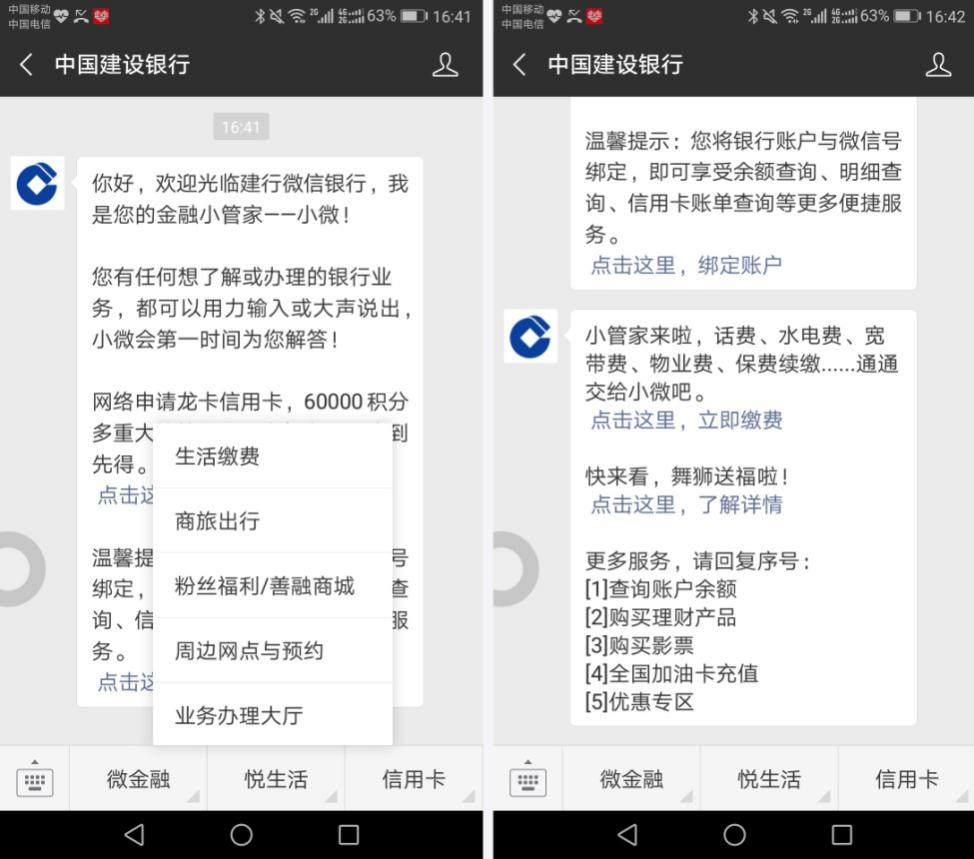 中国移动
中国电信
2G 4G 2G 63% 16:41
中国建设银行
16:41
你好，欢迎光临建行微信银行，我
是您的金融小管家——小微！
您有任何想了解或办理的银行业
务，都可以用力输入或大声说出，
小微会第一时间为您解答！
网络申请龙卡信用卡，60000积分
多重大
到
先得。
点击这
温馨提
号
绑定，
查
询、信
服
务。
点击这
生活缴费
商旅出行
粉丝福利/善融商城
周边网点与预约
业务办理大厅
微金融
悦生活
信用卡
中国移动
中国电信
2G 4G 2G 63% 16:42
中国建设银行
温馨提示：您将银行账户与微信号
绑定，即可享受余额查询、明细查
询、信用卡账单查询等更多便捷服
务。
点击这里，绑定账户
小管家来啦，话费、水电费、宽
带费、物业费、保费续缴......通通
交给小微吧。
点击这里，立即缴费
快来看，舞狮送福啦！
点击这里，了解详情
更多服务，请回复序号：
[1]查询账户余额
[2]购买理财产品
[3]购买影票
[4]全国加油卡充值
[5]优惠专区
微金融
悦生活
信用卡